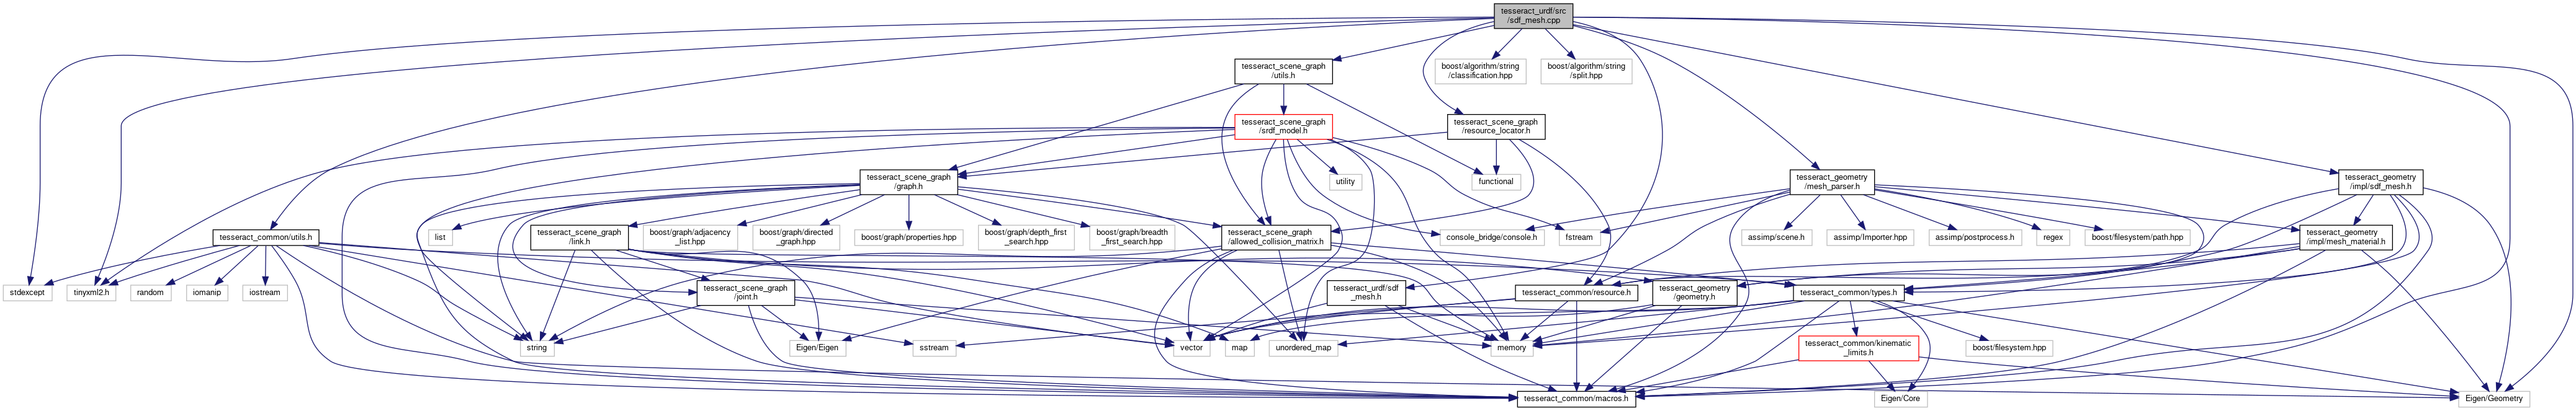 tesseract_urdf/src
/sdf_mesh.cpp
tesseract_scene_graph
/utils.h
boost/algorithm/string
/classification.hpp
boost/algorithm/string
/split.hpp
tesseract_scene_graph
/srdf_model.h
tesseract_scene_graph
/resource_locator.h
tesseract_scene_graph
/graph.h
utility
functional
tesseract_geometry
/mesh_parser.h
tesseract_geometry
/impl/sdf_mesh.h
tesseract_common/utils.h
list
tesseract_scene_graph
/link.h
boost/graph/adjacency
_list.hpp
boost/graph/directed
_graph.hpp
boost/graph/properties.hpp
boost/graph/depth_first
_search.hpp
boost/graph/breadth
_first_search.hpp
tesseract_scene_graph
/allowed_collision_matrix.h
console_bridge/console.h
fstream
assimp/scene.h
assimp/Importer.hpp
assimp/postprocess.h
regex
boost/filesystem/path.hpp
tesseract_geometry
/impl/mesh_material.h
stdexcept
tinyxml2.h
random
iomanip
iostream
tesseract_scene_graph
/joint.h
tesseract_urdf/sdf
_mesh.h
tesseract_common/resource.h
tesseract_geometry
/geometry.h
tesseract_common/types.h
string
Eigen/Eigen
sstream
vector
map
unordered_map
memory
tesseract_common/kinematic
_limits.h
boost/filesystem.hpp
tesseract_common/macros.h
Eigen/Core
Eigen/Geometry